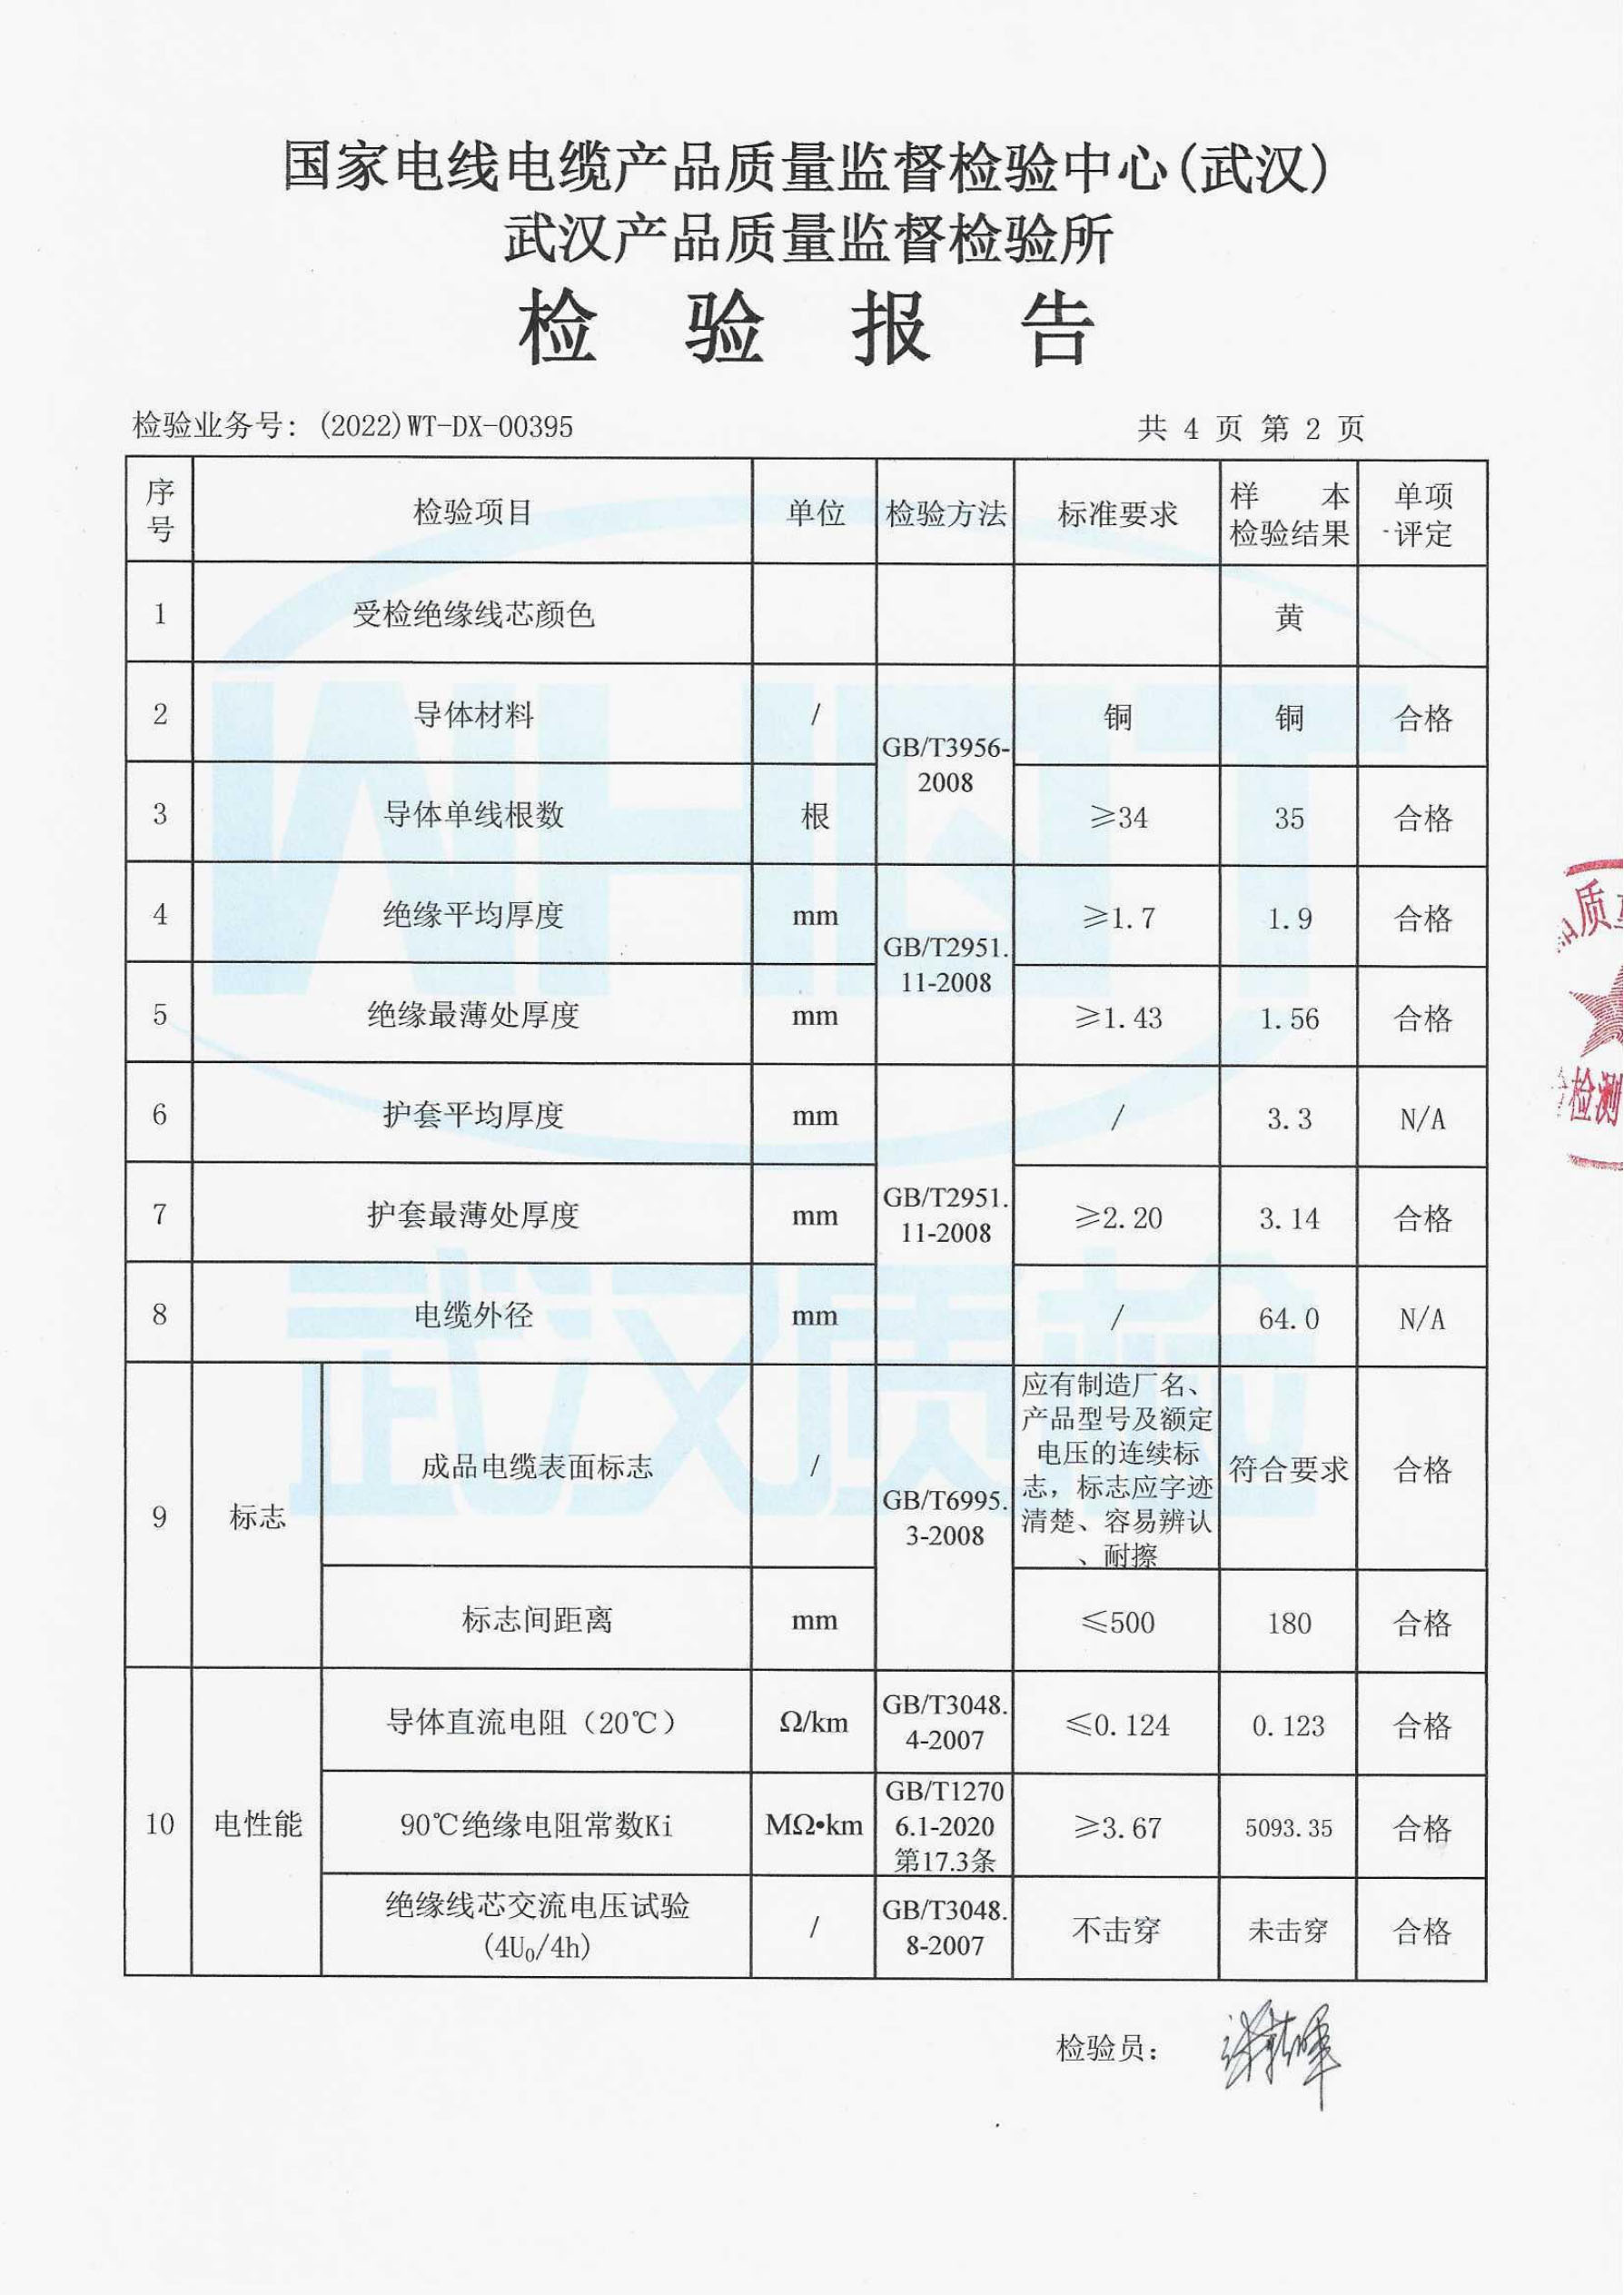 国家电线电缆产品质量监督检验中心(武汉)
武汉产品质量监督检验所
检 验 报 告
检验业务号：(2022)WT-DX-00395
共 4 页 第 2 页
序号 检验项目 单位 检验方法 标准要求 样本检验结果 单项评定
1 受检绝缘线芯颜色 黄
2 导体材料 / GB/T3956-2008 铜 铜 合格
3 导体单线根数 根 ≥34 35 合格
4 绝缘平均厚度 mm GB/T2951.11-2008 ≥1.7 1.9 合格
5 绝缘最薄处厚度 mm ≥1.43 1.56 合格
6 护套平均厚度 mm GB/T2951.11-2008 / 3.3 N/A
7 护套最薄处厚度 mm ≥2.20 3.14 合格
8 电缆外径 mm / 64.0 N/A
9 标志 成品电缆表面标志 / GB/T6995.3-2008 应有制造厂名、
产品型号及额定
电压的连续标
志，标志应字迹
清楚、容易辨认
、耐擦
符合要求 合格
标志间距离 mm ≤500 180 合格
10 电性能 导体直流电阻（20℃） Ω/km GB/T3048.4-2007 ≤0.124 0.123 合格
90℃绝缘电阻常数Ki MΩ•km GB/T12706.1-2020第17.3条 ≥3.67 5093.35 合格
绝缘线芯交流电压试验
(4U₀/4h) / GB/T3048.8-2007 不击穿 未击穿 合格
检验员：
武汉质检
质
检测